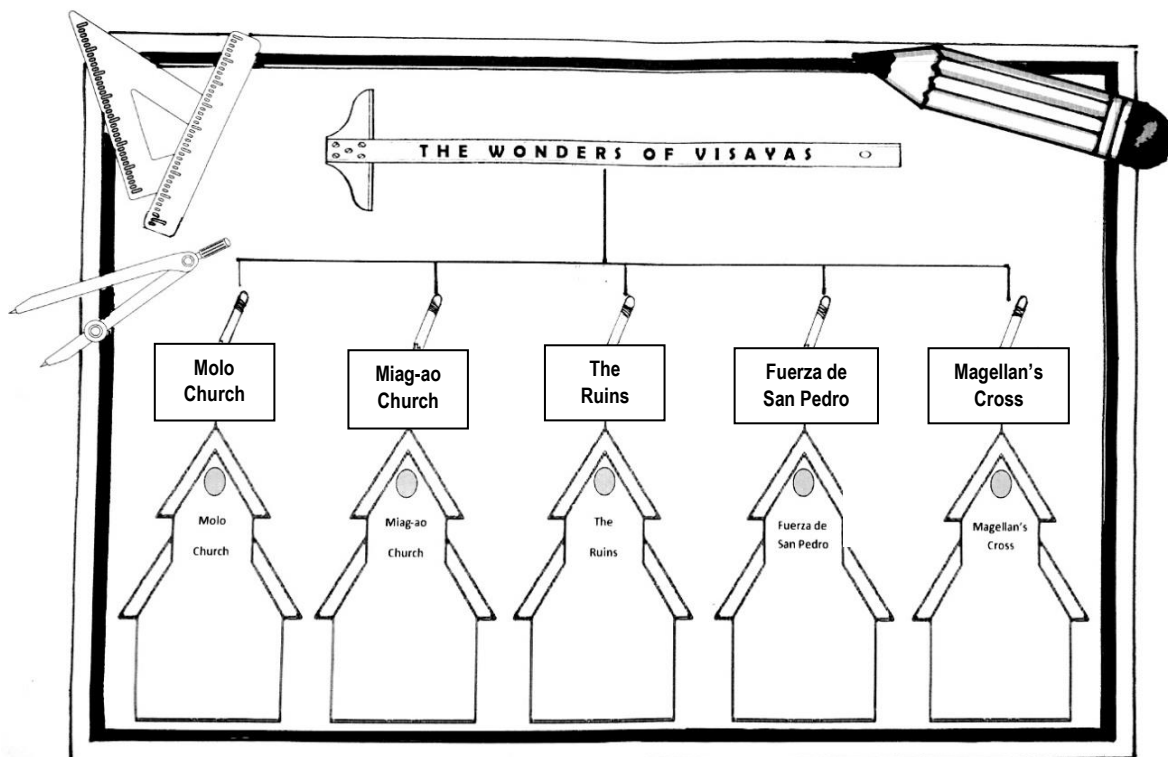 THE WONDERS OF VISAYAS
Molo
Church
Miag-ao
Church
The
Ruins
Fuerza de
San Pedro
Magellan's
Cross
Molo
Church
Miag-ao
Church
The
Ruins
Fuerza de
San Pedro
Magellan's
Cross